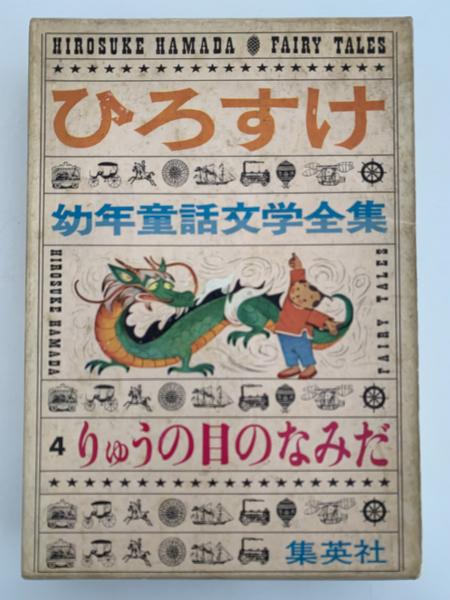 HIROSUKE HAMADA FAIRY TALES
ひろすけ
幼年童話文学全集
HIROSUKE HAMADA
FAIRY TALES
4 りゅうの目のなみだ
集英社